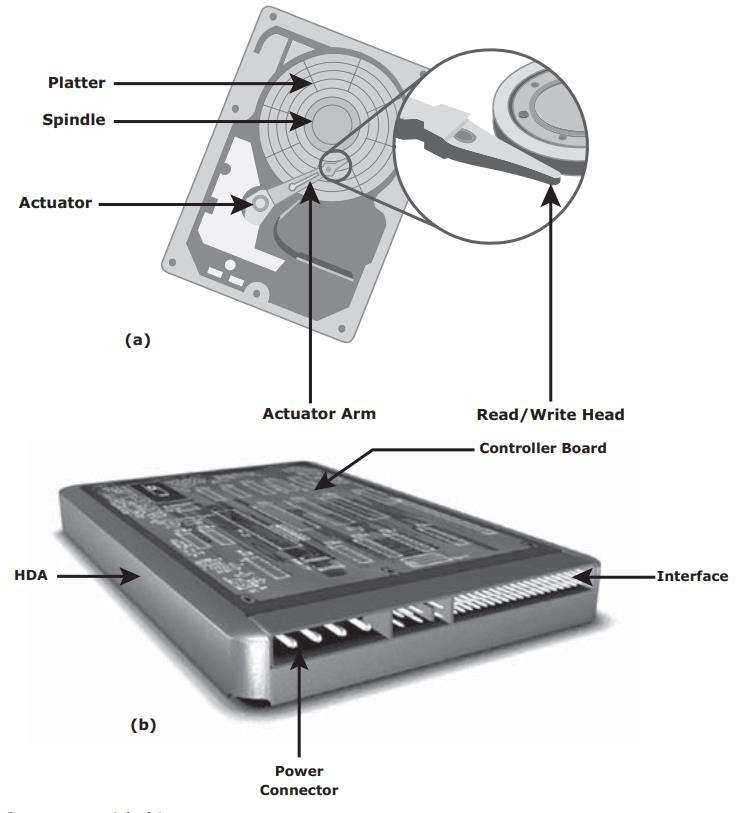 Platter
Spindle
Actuator
(a)
Actuator Arm
Read/Write Head
Controller Board
HDA
Interface
(b)
Power
Connector